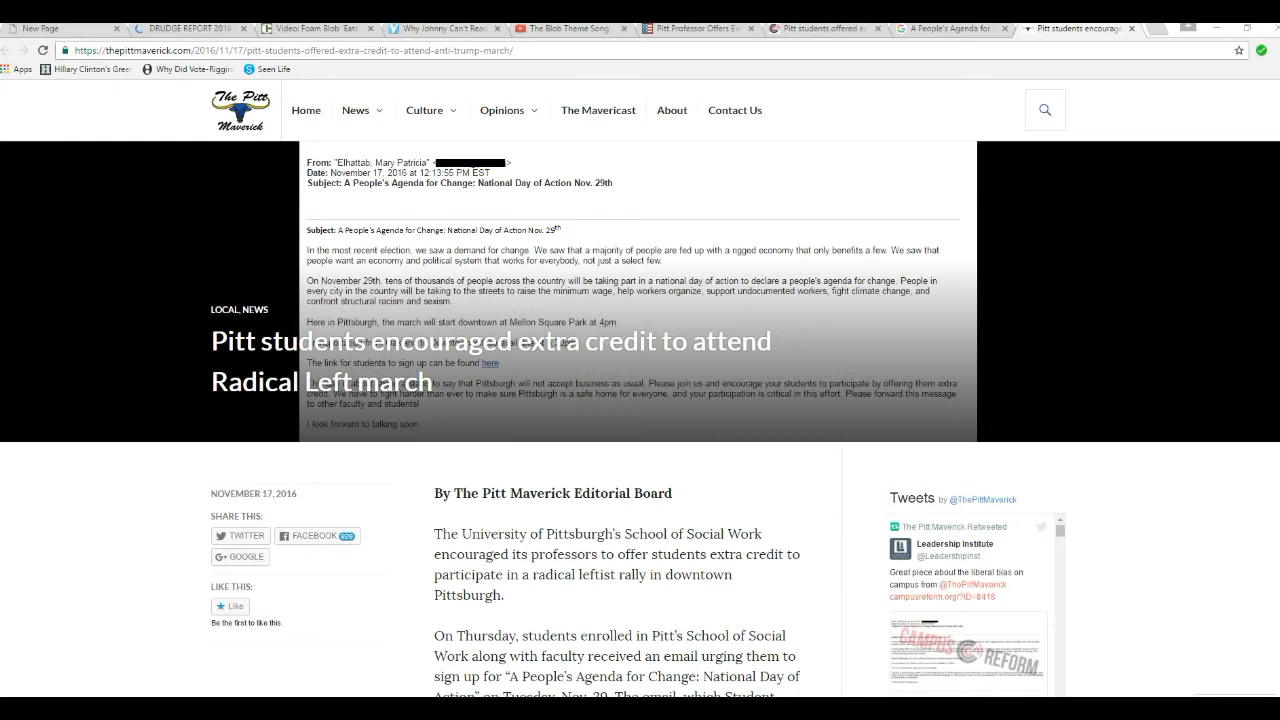 New Page
DRUDGE REPORT 2016
Video: Foam Blob 'Eats
Why Johnny Can't Read
The Blob Theme Song
Pitt Professor Offers Ex
Pitt students offered ex
A People's Agenda for
Pitt students encourag
https://thepittmaverick.com/2016/11/17/pitt-students-offered-extra-credit-to-attend-anti-trump-march/
Apps
Hillary Clinton's Gree
Why Did Vote-Riggin
Seen Life
The Pitt
Maverick
Home
News
Culture
Opinions
The Mavericast
About
Contact Us
From: "Elhattab, Mary Patricia" < >
Date: November 17, 2016 at 12:13:55 PM EST
Subject: A People's Agenda for Change: National Day of Action Nov. 29th
Subject: A People's Agenda for Change: National Day of Action Nov. 29th
In the most recent election, we saw a demand for change. We saw that a majority of people are fed up with a rigged economy that only benefits a few. We saw that
people want an economy and political system that works for everybody, not just a select few.
On November 29th, tens of thousands of people across the country will be taking part in a national day of action to declare a people's agenda for change. People in
every city in the country will be taking to the streets to raise the minimum wage, help workers organize, support undocumented workers, fight climate change, and
confront structural racism and sexism.
Here in Pittsburgh, the march will start downtown at Mellon Square Park at 4pm.
The link for students to sign up can be found here
to say that Pittsburgh will not accept business as usual. Please join us and encourage your students to participate by offering them extra
credit. We have to fight harder than ever to make sure Pittsburgh is a safe home for everyone, and your participation is critical in this effort. Please forward this message
to other faculty and students!
I look forward to talking soon
LOCAL, NEWS
Pitt students encouraged extra credit to attend
Radical Left march
NOVEMBER 17, 2016
SHARE THIS:
TWITTER
FACEBOOK 920
GOOGLE
LIKE THIS:
Like
Be the first to like this.
By The Pitt Maverick Editorial Board
The University of Pittsburgh's School of Social Work
encouraged its professors to offer students extra credit to
participate in a radical leftist rally in downtown
Pittsburgh.
On Thursday, students enrolled in Pitt's School of Social
Work along with faculty received an email urging them to
sign up for "A People's Agenda for Change: National Day of
Action" on Tuesday, Nov. 29. The email, which Student
Tweets by @ThePittMaverick
The Pitt Maverick Retweeted
Leadership Institute
@LeadershipInst
Great piece about the liberal bias on
campus from @ThePittMaverick
campusreform.org/?ID=8418
CAMPUS REFORM